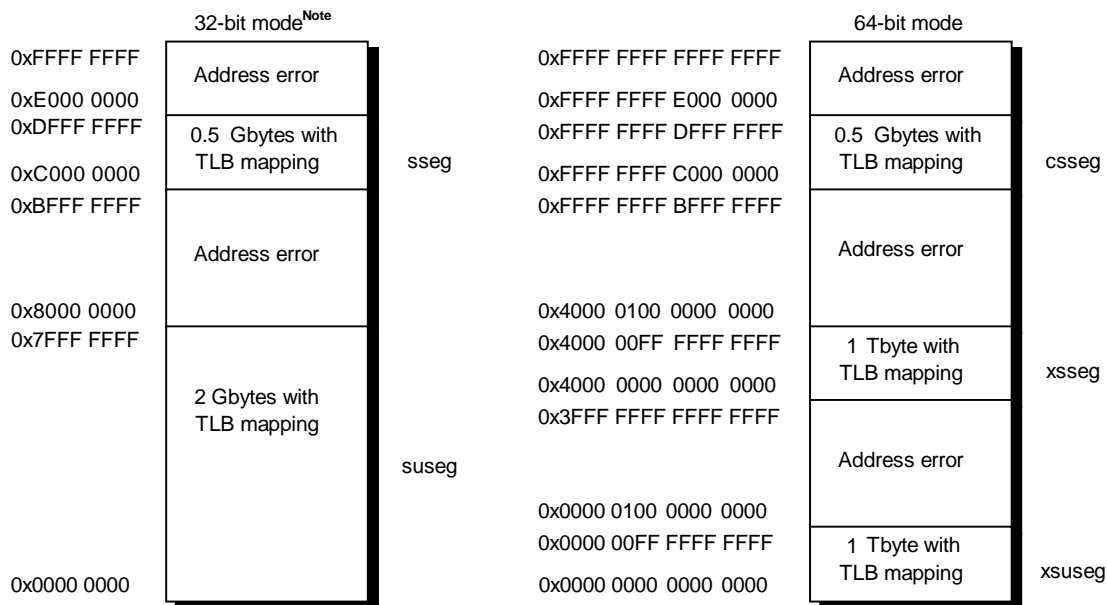 32-bit mode Note
0xFFFF FFFF
Address error
0xE000 0000
0xDFFF FFFF
0.5 Gbytes with
TLB mapping
sseg
0xC000 0000
0xBFFF FFFF
Address error
0x8000 0000
0x7FFF FFFF
2 Gbytes with
TLB mapping
suseg
0x0000 0000
64-bit mode
0xFFFF FFFF FFFF FFFF
Address error
0xFFFF FFFF E000 0000
0xFFFF FFFF DFFF FFFF
0.5 Gbytes with
TLB mapping
csseg
0xFFFF FFFF C000 0000
0xFFFF FFFF BFFF FFFF
Address error
0x4000 0100 0000 0000
0x4000 00FF FFFF FFFF
1 Tbyte with
TLB mapping
xsseg
0x4000 0000 0000 0000
0x3FFF FFFF FFFF FFFF
Address error
0x0000 0100 0000 0000
0x0000 00FF FFFF FFFF
1 Tbyte with
TLB mapping
xsuseg
0x0000 0000 0000 0000